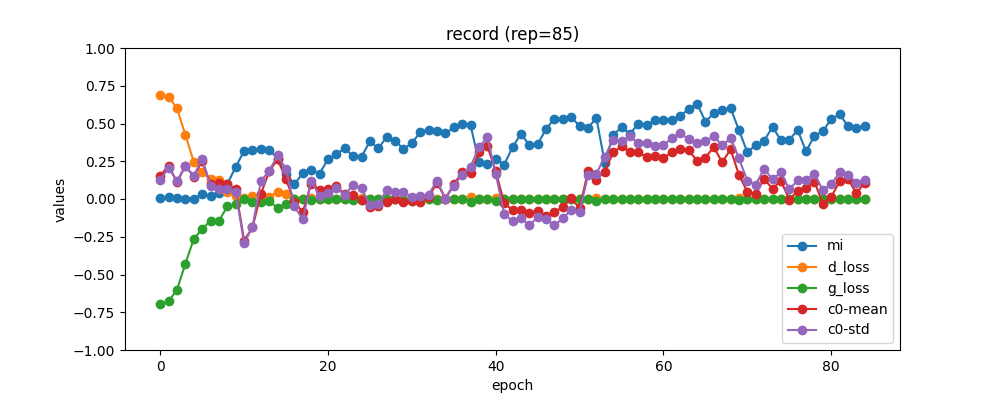 record (rep=85)
1.00
0.75
0.50
0.25
0.00
−0.25
−0.50
−0.75
−1.00
values
0 20 40 60 80
epoch
mi
d_loss
g_loss
c0-mean
c0-std